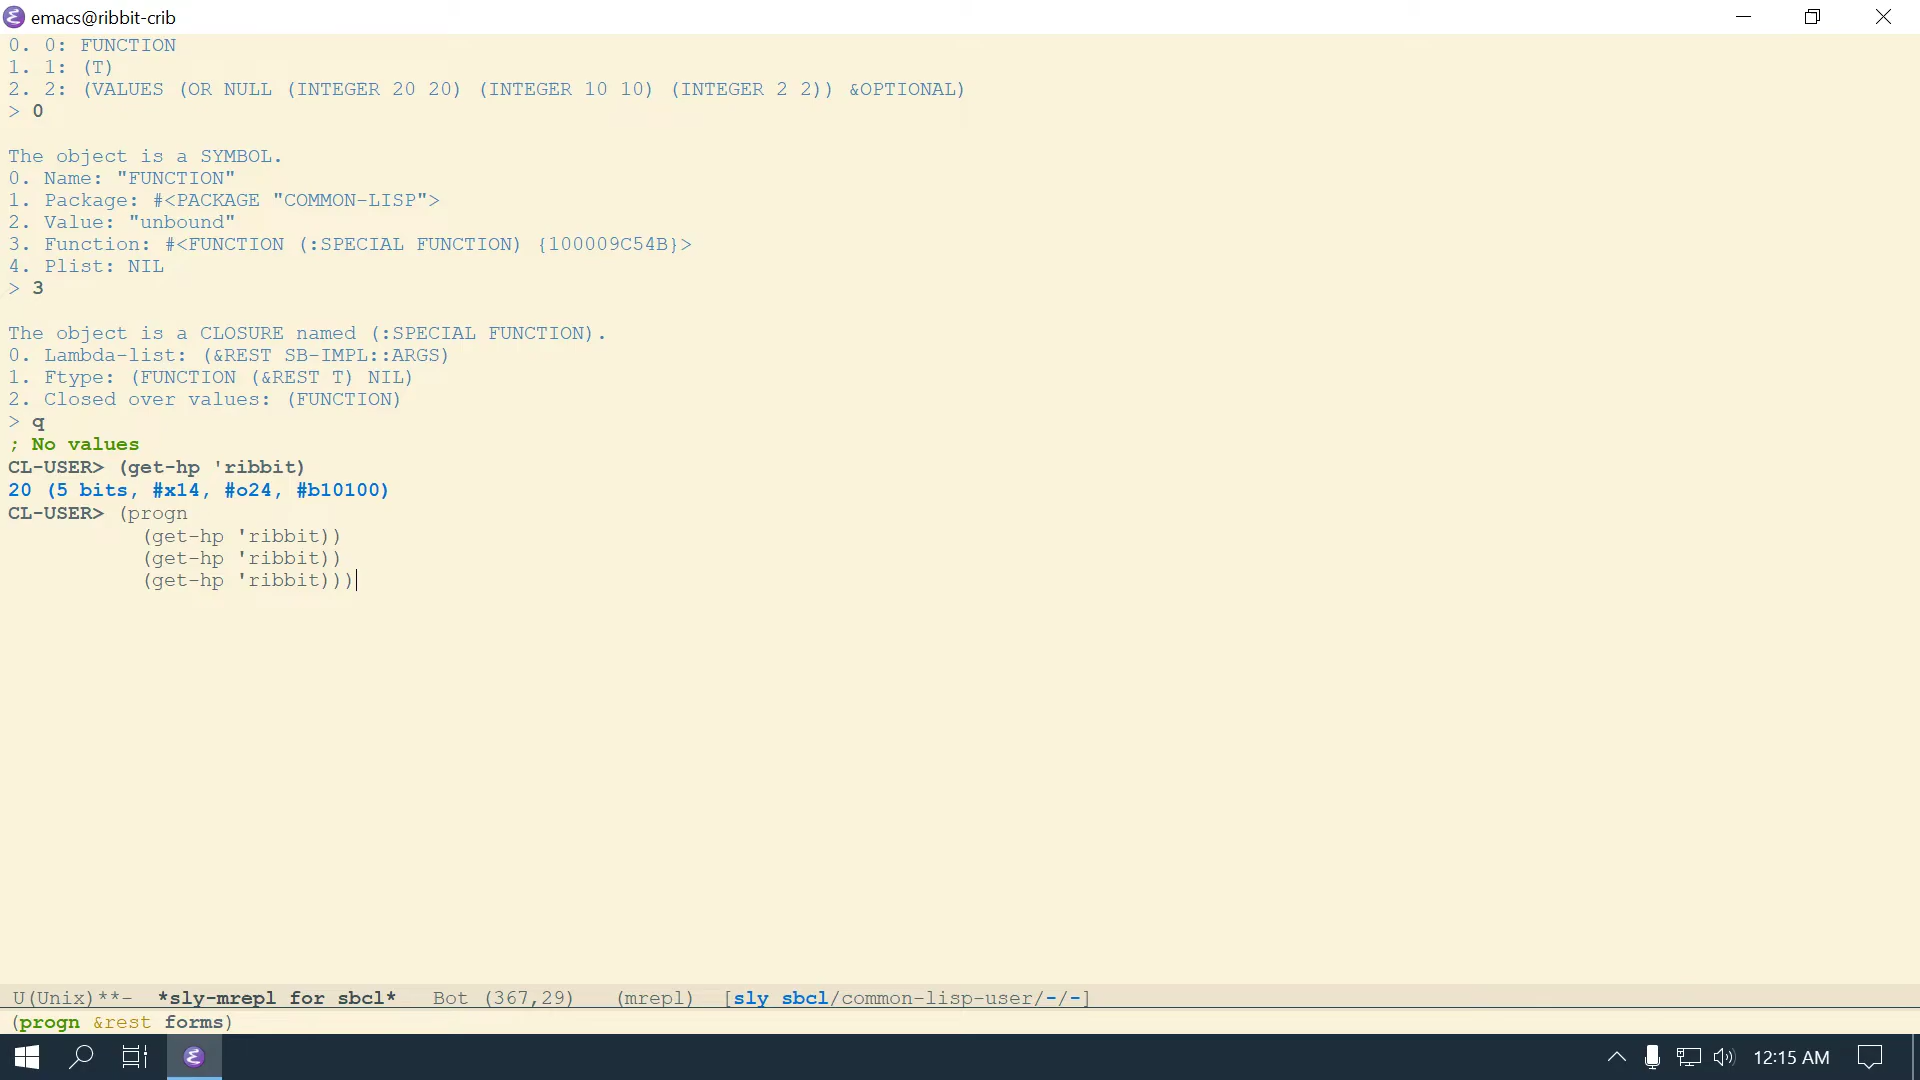 emacs@ribbit-crib
0. 0: FUNCTION
1. 1: (T)
2. 2: (VALUES (OR NULL (INTEGER 20 20) (INTEGER 10 10) (INTEGER 2 2)) &OPTIONAL)
> 0
The object is a SYMBOL.
0. Name: "FUNCTION"
1. Package: #<PACKAGE "COMMON-LISP">
2. Value: "unbound"
3. Function: #<FUNCTION (:SPECIAL FUNCTION) {100009C54B}>
4. Plist: NIL
> 3
The object is a CLOSURE named (:SPECIAL FUNCTION).
0. Lambda-list: (&REST SB-IMPL::ARGS)
1. Ftype: (FUNCTION (&REST T) NIL)
2. Closed over values: (FUNCTION)
> q
; No values
CL-USER> (get-hp 'ribbit)
20 (5 bits, #x14, #o24, #b10100)
CL-USER> (progn
(get-hp 'ribbit))
(get-hp 'ribbit))
(get-hp 'ribbit)))
U(Unix)**- *sly-mrepl for sbcl* Bot (367,29) (mrepl) [sly sbcl/common-lisp-user/-/-]
(progn &rest forms)
12:15 AM